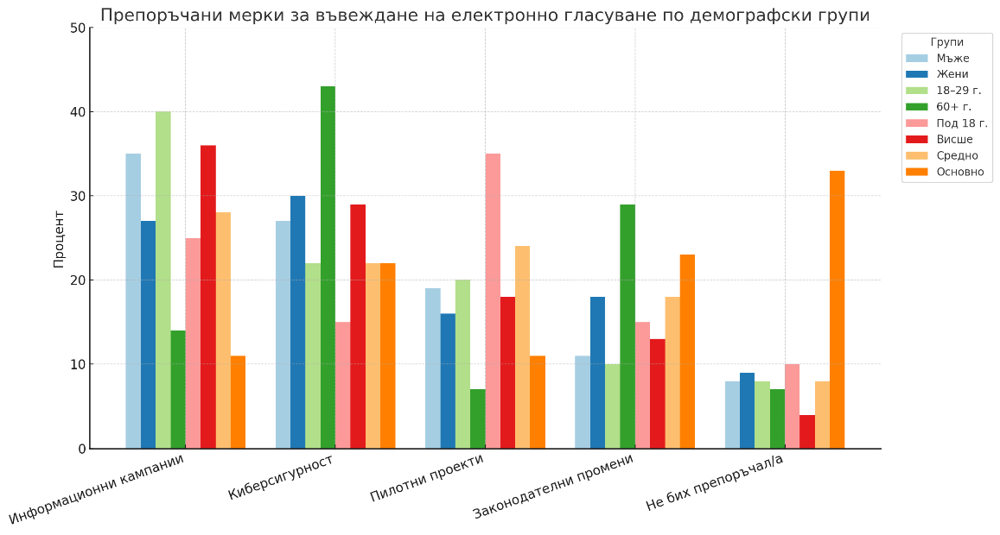 Препоръчани мерки за въвеждане на електронно гласуване по демографски групи
Процент
50
40
30
20
10
0
Информационни кампании
Киберсигурност
Пилотни проекти
Законодателни промени
Не бих препоръчал/а
Групи
Мъже
Жени
18–29 г.
60+ г.
Под 18 г.
Висше
Средно
Основно